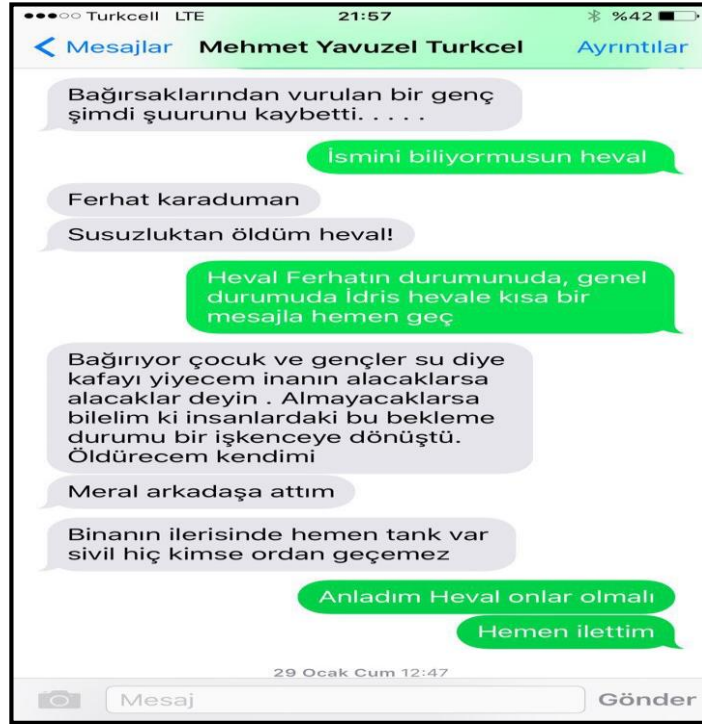 Turkcell LTE 21:57 %42
Mesajlar Mehmet Yavuzel Turkcel Ayrıntılar
Bağırsaklarından vurulan bir genç
şimdi şuurunu kaybetti. . . . .
İsmini biliyormusun heval
Ferhat karaduman
Susuzluktan öldüm heval!
Heval Ferhatın durumunuda, genel
durumuda İdris hevale kısa bir
mesajla hemen geç
Bağırıyor çocuk ve gençler su diye
kafayı yiyecem inanın alacaklarsa
alacaklar deyin . Almayacaklarsa
bilelim ki insanlardaki bu bekleme
durumu bir işkenceye dönüştü.
Öldürecem kendimi
Meral arkadaşa attım
Binanın ilerisinde hemen tank var
sivil hiç kimse ordan geçemez
Anladım Heval onlar olmalı
Hemen ilettim
29 Ocak Cum 12:47
Mesaj Gönder